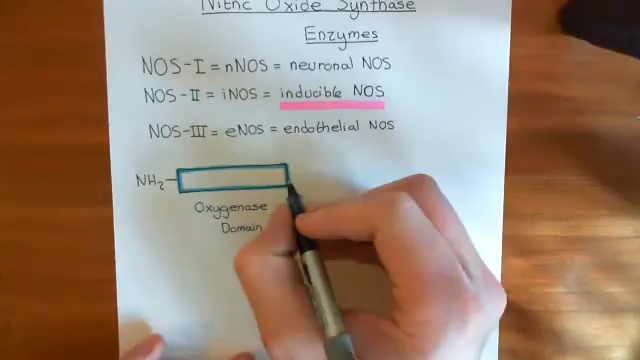 Nitric Oxide Synthase
Enzymes
NOS-I = nNOS = neuronal NOS
NOS-II = iNOS = inducible NOS
NOS-III = eNOS = endothelial NOS
NH2
Oxygenase
Domain